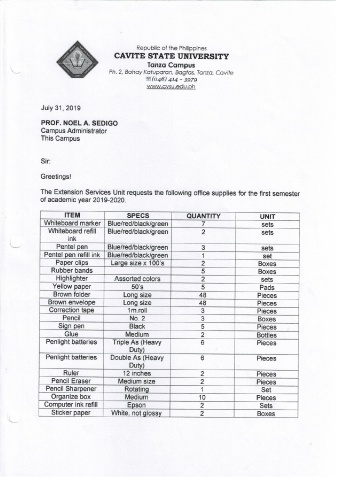 Republic of the Philippines
CAVITE STATE UNIVERSITY
Tanza Campus
Ph. 2, Bahay Katuparan, Bagtas, Tanza, Cavite
(046) 414 - 3979
www.cvsu.edu.ph
July 31, 2019
PROF. NOEL A. SEDIGO
Campus Administrator
This Campus
Sir:
Greetings!
The Extension Services Unit requests the following office supplies for the first semester
of academic year 2019-2020.
ITEM SPECS QUANTITY UNIT
Whiteboard marker Blue/red/black/green 7 sets
Whiteboard refill Blue/red/black/green 2 sets
ink
Pentel pen Blue/red/black/green 3 sets
Pentel pen refill ink Blue/red/black/green 1 set
Paper clips Large size x 100's 2 Boxes
Rubber bands 5 Boxes
Highlighter Assorted colors 2 sets
Yellow paper 50's 5 Pads
Brown folder Long size 48 Pieces
Brown envelope Long size 48 Pieces
Correction tape 1m.roll 3 Pieces
Pencil No. 2 3 Boxes
Sign pen Black 5 Pieces
Glue Medium 2 Bottles
Penlight batteries Triple As (Heavy 6 Pieces
Duty)
Penlight batteries Double As (Heavy 6 Pieces
Duty)
Ruler 12 inches 2 Pieces
Pencil Eraser Medium size 2 Pieces
Pencil Sharpener Rotating 1 Set
Organize box Medium 10 Pieces
Computer ink refill Epson 2 Sets
Sticker paper White, not glossy 2 Boxes